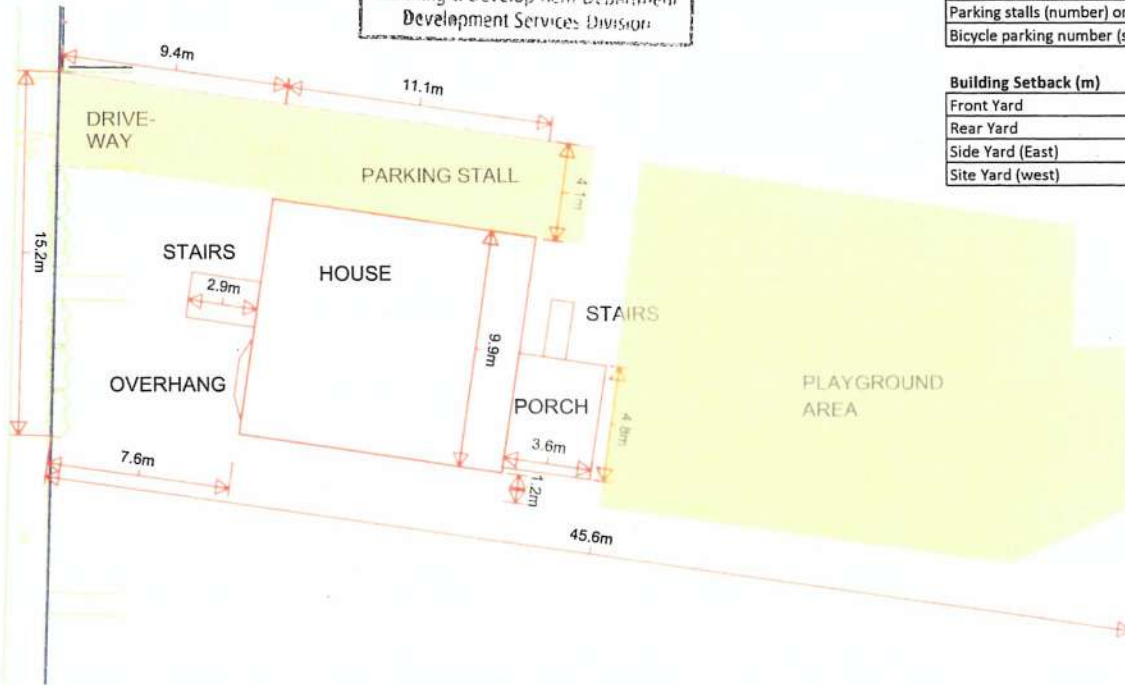 Development Services Division
Parking stalls (number) or
Bicycle parking number (s
Building Setback (m)
Front Yard
Rear Yard
Side Yard (East)
Site Yard (west)
9.4m
11.1m
DRIVE-
WAY
PARKING STALL
4.1m
15.2m
STAIRS
2.9m
HOUSE
STAIRS
9.9m
OVERHANG
PORCH
4.8m
PLAYGROUND
AREA
3.6m
7.6m
1.2m
45.6m